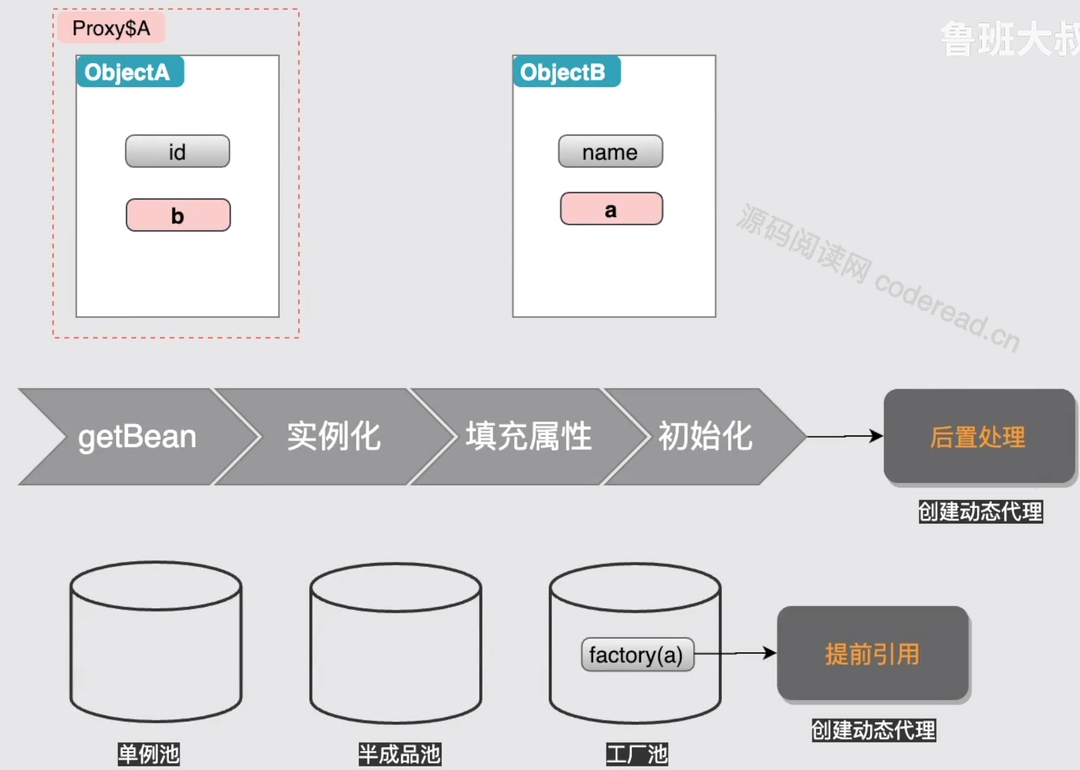 Proxy$A
鲁班大叔
ObjectA
ObjectB
id
name
b
a
源码阅读网 coderead.cn
getBean
实例化
填充属性
初始化
后置处理
创建动态代理
factory(a)
提前引用
创建动态代理
单例池
半成品池
工厂池